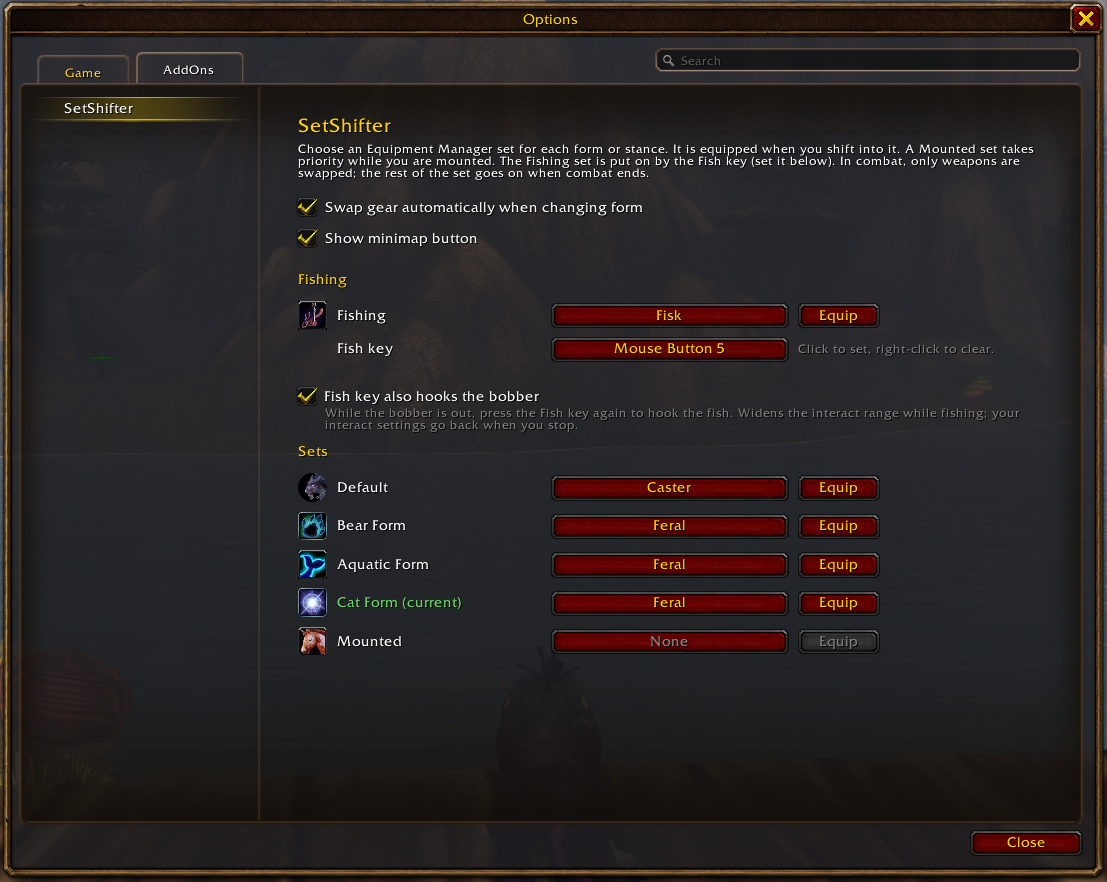 Options
Game
AddOns
Search
SetShifter
SetShifter
Choose an Equipment Manager set for each form or stance. It is equipped when you shift into it. A Mounted set takes
priority while you are mounted. The Fishing set is put on by the Fish key (set it below). In combat, only weapons are
swapped; the rest of the set goes on when combat ends.
Swap gear automatically when changing form
Show minimap button
Fishing
Fishing
Fisk
Equip
Fish key
Mouse Button 5
Click to set, right-click to clear.
Fish key also hooks the bobber
While the bobber is out, press the Fish key again to hook the fish. Widens the interact range while fishing; your
interact settings go back when you stop.
Sets
Default
Caster
Equip
Bear Form
Feral
Equip
Aquatic Form
Feral
Equip
Cat Form (current)
Feral
Equip
Mounted
None
Equip
Close